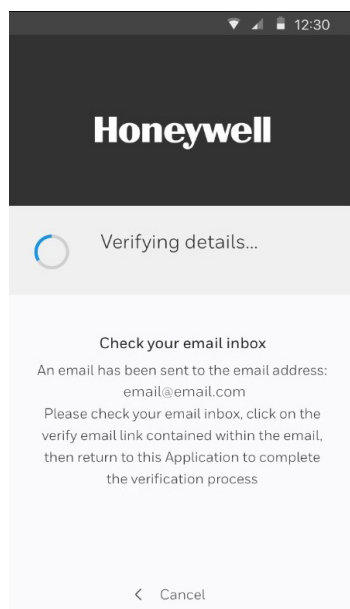 12:30
Honeywell
Verifying details...
Check your email inbox
An email has been sent to the email address:
email@email.com
Please check your email inbox, click on the
verify email link contained within the email,
then return to this Application to complete
the verification process
< Cancel